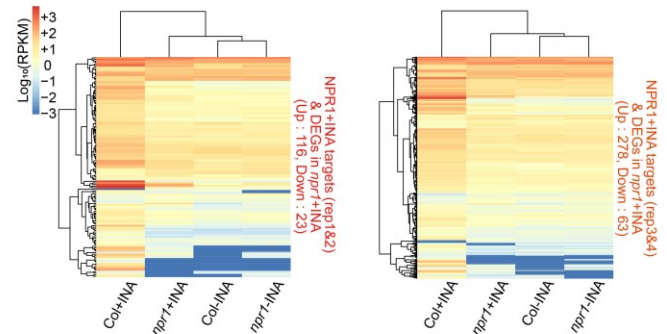 Log₁₀(RPKM)
+3
+2
+1
0
−1
−2
−3
NPR1+INA targets (rep1&2)
& DEGs in npr1+INA
(Up : 116, Down : 23)
Col+INA
npr1+INA
Col-INA
npr1-INA
NPR1+INA targets (rep3&4)
& DEGs in npr1+INA
(Up : 278, Down : 63)
Col+INA
npr1+INA
Col-INA
npr1-INA